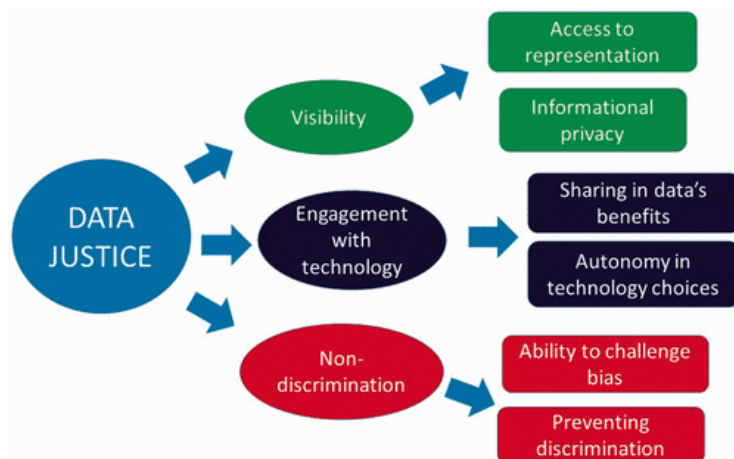 DATA
JUSTICE
Visibility
Access to
representation
Informational
privacy
Engagement
with
technology
Sharing in data's
benefits
Autonomy in
technology choices
Non-
discrimination
Ability to challenge
bias
Preventing
discrimination